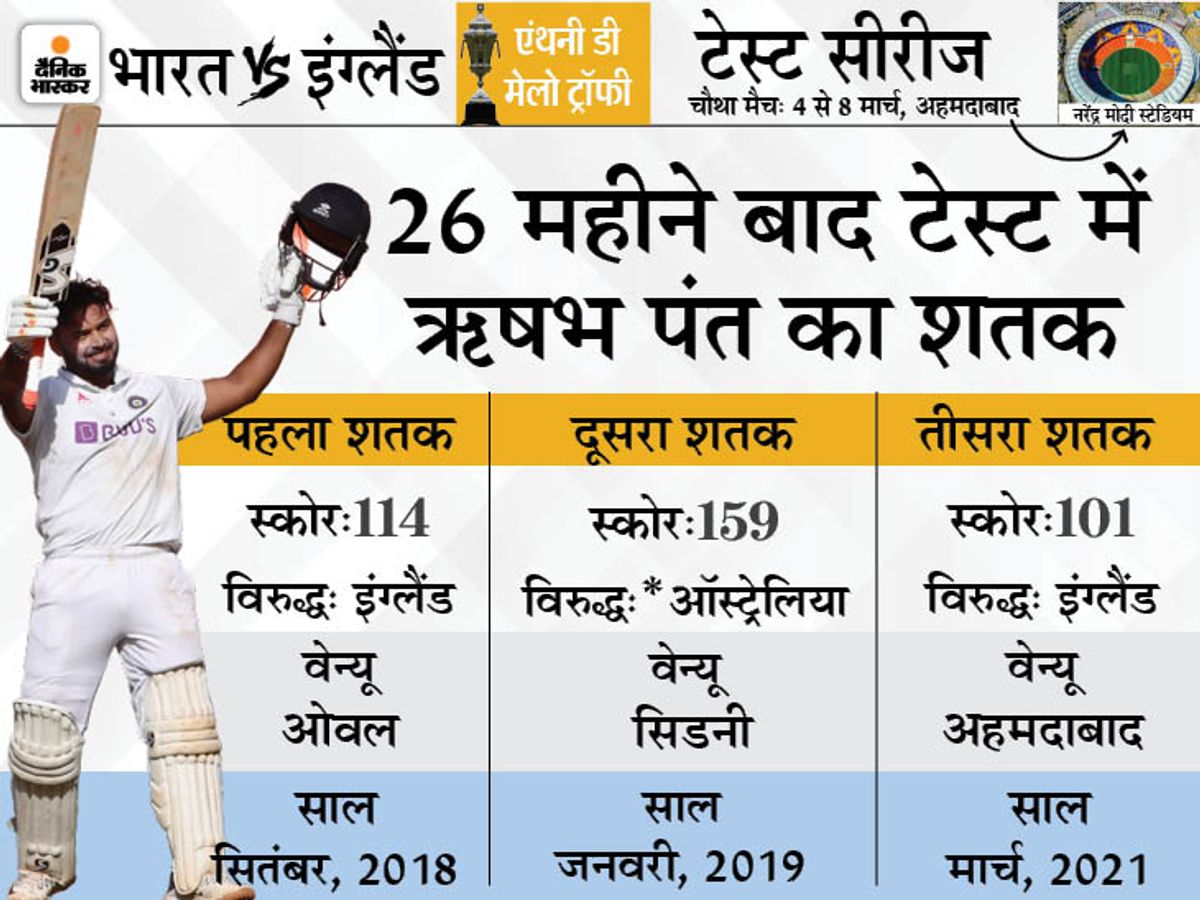 दैनिक
भास्कर
भारत VS इंग्लैंड
एंथनी डी
मेलो ट्रॉफी
टेस्ट सीरीज
चौथा मैचः 4 से 8 मार्च, अहमदाबाद
नरेंद्र मोदी स्टेडियम
26 महीने बाद टेस्ट में
ऋषभ पंत का शतक
BYJU'S
पहला शतक
स्कोरः114
विरुद्धः इंग्लैंड
वेन्यू
ओवल
साल
सितंबर, 2018
दूसरा शतक
स्कोरः159
विरुद्धः*ऑस्ट्रेलिया
वेन्यू
सिडनी
साल
जनवरी, 2019
तीसरा शतक
स्कोरः101
विरुद्धः इंग्लैंड
वेन्यू
अहमदाबाद
साल
मार्च, 2021